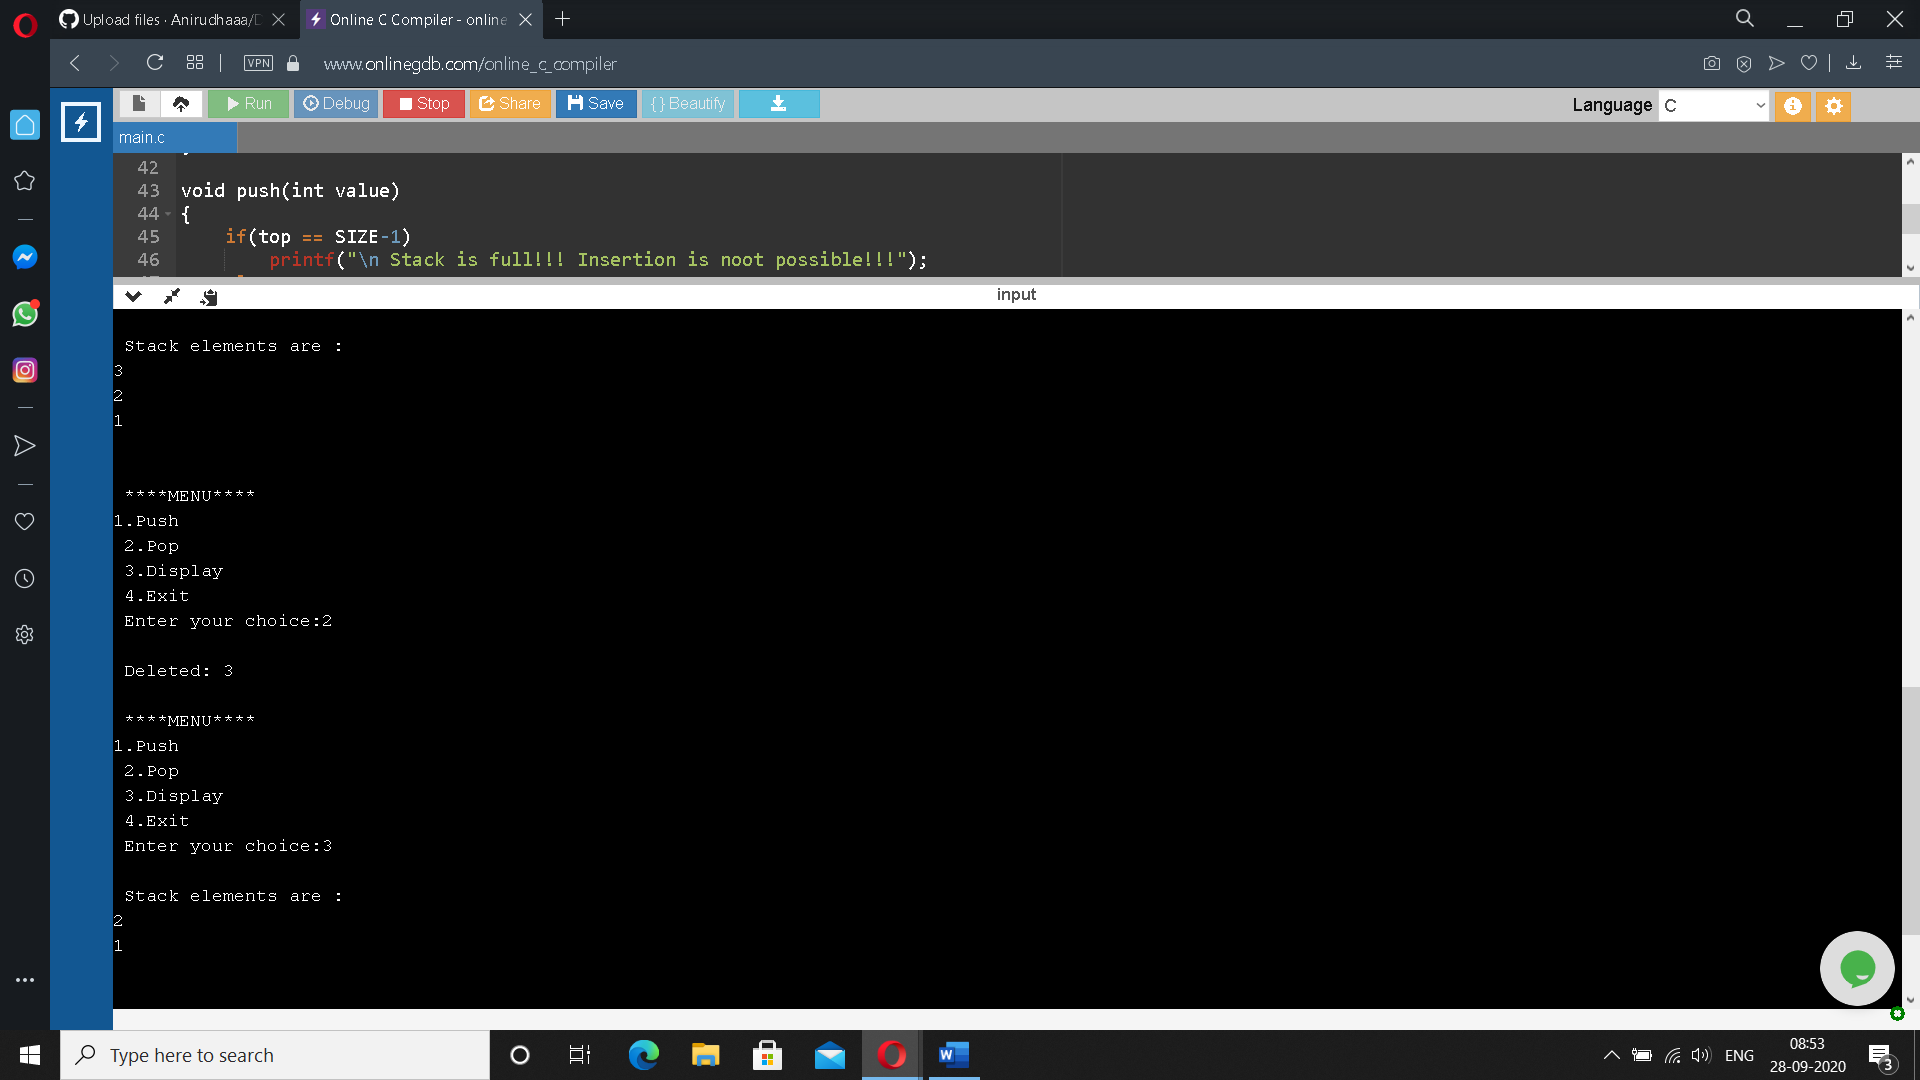 Upload files · Anirudhaaa/D
Online C Compiler - online
VPN
www.onlinegdb.com/online_c_compiler
Run
Debug
Stop
Share
Save
{ } Beautify
Language
C
main.c
42
43 void push(int value)
44 {
45 if(top == SIZE-1)
46 printf("\n Stack is full!!! Insertion is noot possible!!!");
input
Stack elements are :
3
2
1
****MENU****
1.Push
2.Pop
3.Display
4.Exit
Enter your choice:2
Deleted: 3
****MENU****
1.Push
2.Pop
3.Display
4.Exit
Enter your choice:3
Stack elements are :
2
1
Type here to search
ENG
08:53
28-09-2020
3